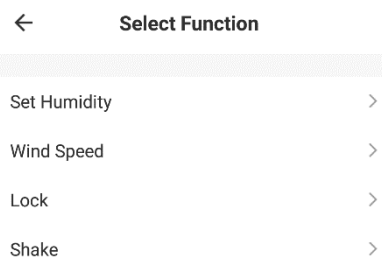 Select Function
Set Humidity
Wind Speed
Lock
Shake